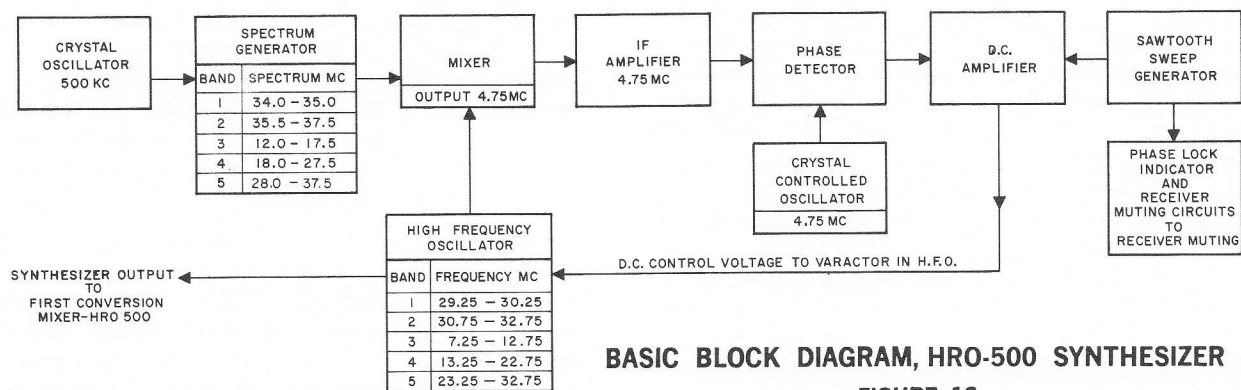 CRYSTAL
OSCILLATOR
500 KC
SPECTRUM
GENERATOR
BAND SPECTRUM MC
1 34.0 – 35.0
2 35.5 – 37.5
3 12.0 – 17.5
4 18.0 – 27.5
5 28.0 – 37.5
MIXER
OUTPUT 4.75MC
IF
AMPLIFIER
4.75 MC
PHASE
DETECTOR
D.C.
AMPLIFIER
SAWTOOTH
SWEEP
GENERATOR
CRYSTAL
CONTROLLED
OSCILLATOR
4.75 MC
PHASE LOCK
INDICATOR
AND
RECEIVER
MUTING CIRCUITS
TO
RECEIVER MUTING
HIGH FREQUENCY
OSCILLATOR
BAND FREQUENCY MC
1 29.25 – 30.25
2 30.75 – 32.75
3 7.25 – 12.75
4 13.25 – 22.75
5 23.25 – 32.75
D.C. CONTROL VOLTAGE TO VARACTOR IN H.F.O.
SYNTHESIZER OUTPUT
TO
FIRST CONVERSION
MIXER-HRO 500
BASIC BLOCK DIAGRAM, HRO-500 SYNTHESIZER